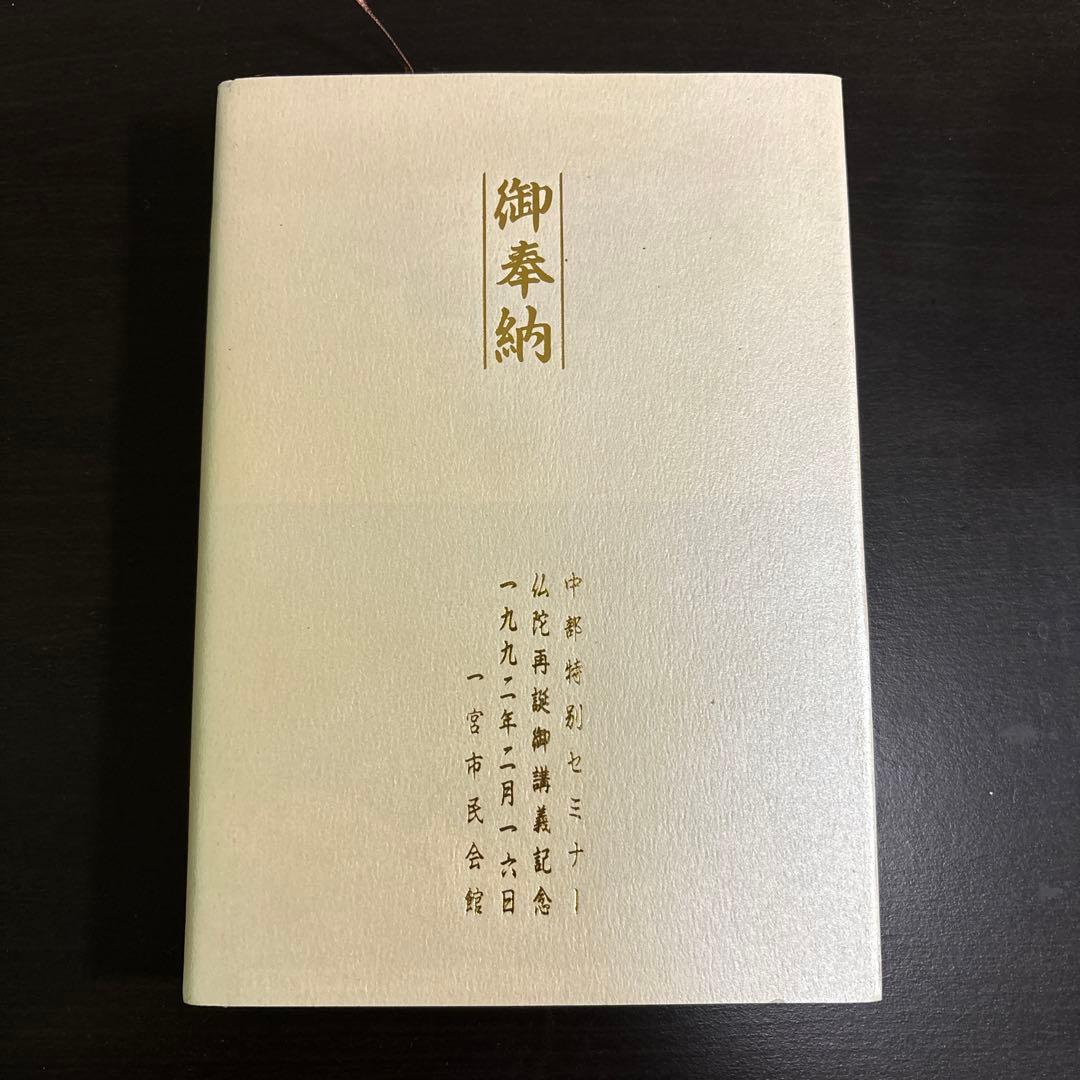 御奉納
中部特別セミナー
仏陀再誕御講義記念
一九九二年二月一六日
一宮市民会館